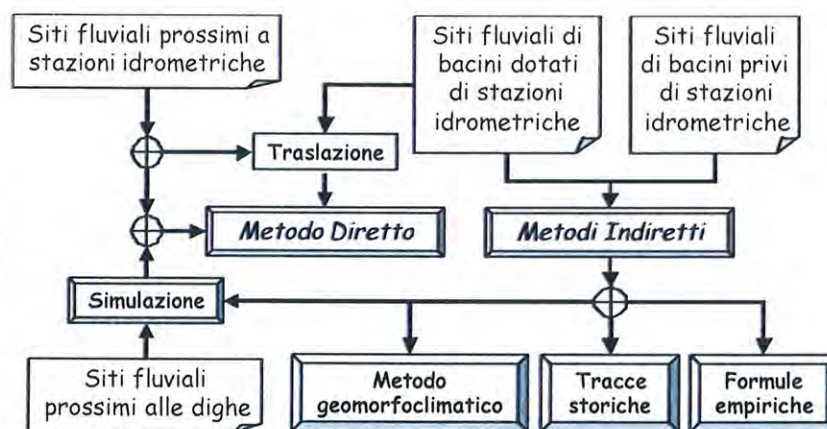 Siti fluviali prossimi a
stazioni idrometriche
Siti fluviali di
bacini dotati
di stazioni
idrometriche
Siti fluviali
di bacini privi
di stazioni
idrometriche
Traslazione
Metodo Diretto
Metodi Indiretti
Simulazione
Siti fluviali
prossimi alle dighe
Metodo
geomorfoclimatico
Tracce
storiche
Formule
empiriche